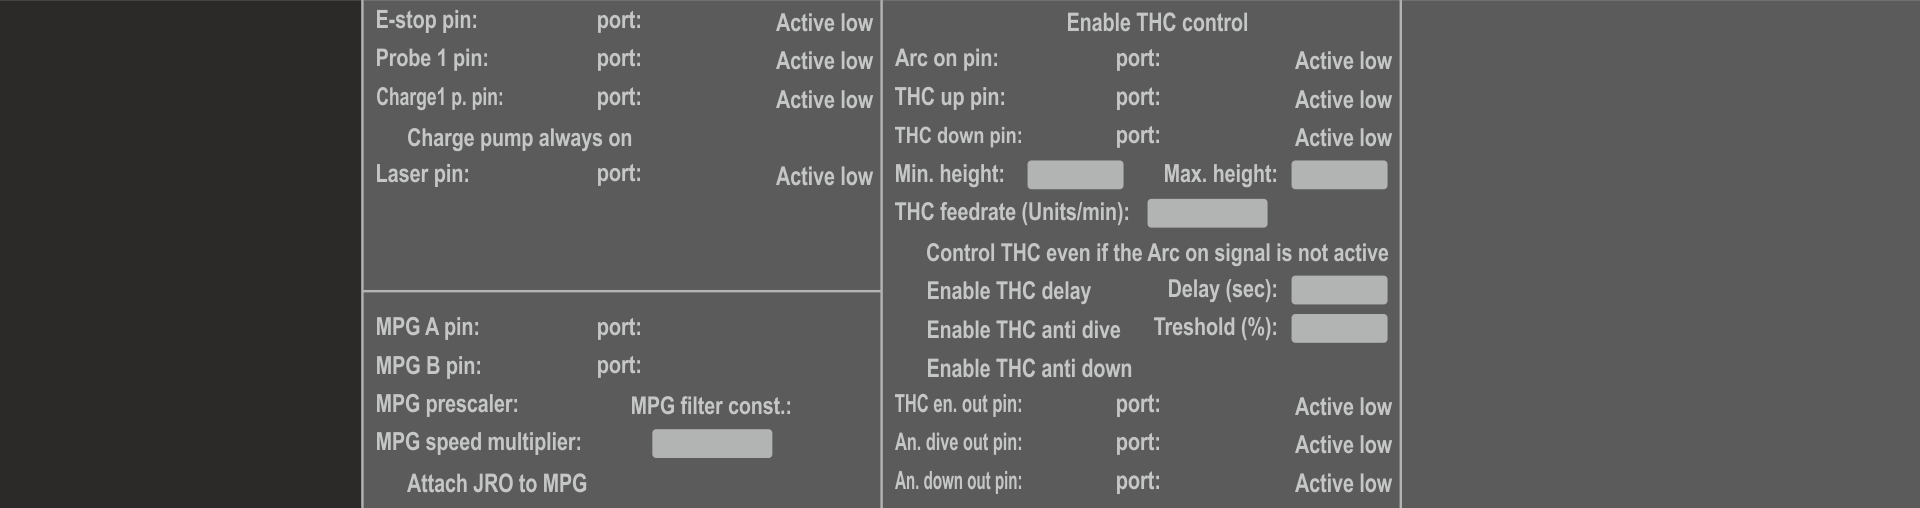 E-stop pin: port: Active low
Probe 1 pin: port: Active low
Charge1 p. pin: port: Active low
Charge pump always on
Laser pin: port: Active low
MPG A pin: port:
MPG B pin: port:
MPG prescaler: MPG filter const.:
MPG speed multiplier:
Attach JRO to MPG
Enable THC control
Arc on pin: port: Active low
THC up pin: port: Active low
THC down pin: port: Active low
Min. height: Max. height:
THC feedrate (Units/min):
Control THC even if the Arc on signal is not active
Enable THC delay Delay (sec):
Enable THC anti dive Treshold (%):
Enable THC anti down
THC en. out pin: port: Active low
An. dive out pin: port: Active low
An. down out pin: port: Active low